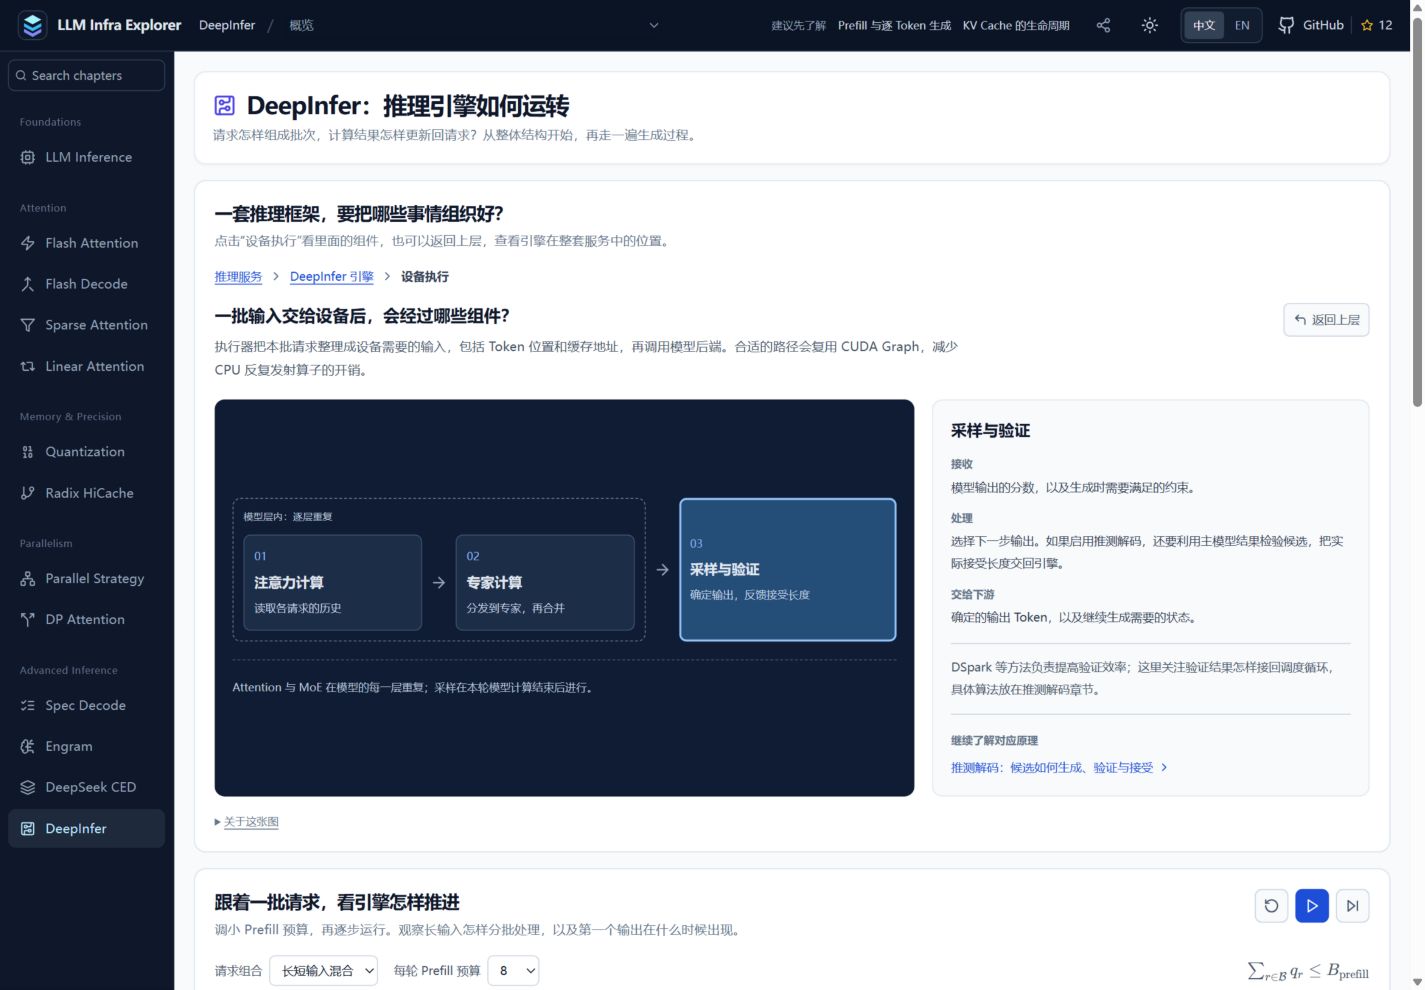 LLM Infra Explorer
DeepInfer / 概览
建议先了解 Prefill 与逐 Token 生成 KV Cache 的生命周期
中文 EN
GitHub
12
Search chapters
Foundations
LLM Inference
Attention
Flash Attention
Flash Decode
Sparse Attention
Linear Attention
Memory & Precision
Quantization
Radix HiCache
Parallelism
Parallel Strategy
DP Attention
Advanced Inference
Spec Decode
Engram
DeepSeek CED
DeepInfer
DeepInfer：推理引擎如何运转
请求怎样组成批次，计算结果怎样更新回请求？从整体结构开始，再走一遍生成过程。
一套推理框架，要把哪些事情组织好？
点击“设备执行”看里面的组件，也可以返回上层，查看引擎在整套服务中的位置。
推理服务 > DeepInfer 引擎 > 设备执行
一批输入交给设备后，会经过哪些组件？
返回上层
执行器把本批请求整理成设备需要的输入，包括 Token 位置和缓存地址，再调用模型后端。合适的路径会复用 CUDA Graph，减少
CPU 反复发射算子的开销。
模型层内：逐层重复
01
注意力计算
读取各请求的历史
02
专家计算
分发到专家，再合并
03
采样与验证
确定输出，反馈接受长度
Attention 与 MoE 在模型的每一层重复；采样在本轮模型计算结束后进行。
采样与验证
接收
模型输出的分数，以及生成时需要满足的约束。
处理
选择下一步输出。如果启用推测解码，还要利用主模型结果检验候选，把实
际接受长度交回引擎。
交给下游
确定的输出 Token，以及继续生成需要的状态。
DSpark 等方法负责提高验证效率；这里关注验证结果怎样接回调度循环，
具体算法放在推测解码章节。
继续了解对应原理
推测解码：候选如何生成、验证与接受 >
关于这张图
跟着一批请求，看引擎怎样推进
调小 Prefill 预算，再逐步运行。观察长输入怎样分批处理，以及第一个输出在什么时候出现。
请求组合 长短输入混合 每轮 Prefill 预算 8
∑r∈ℬ qr ≤ Bprefill